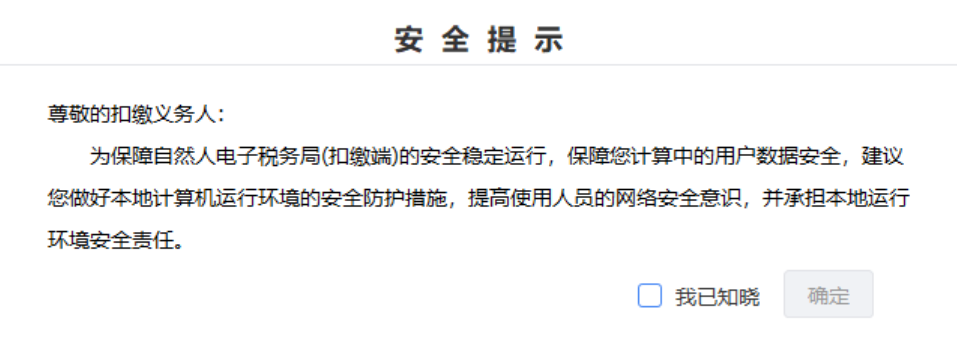 安全提示
尊敬的扣缴义务人：
为保障自然人电子税务局(扣缴端)的安全稳定运行，保障您计算中的用户数据安全，建议
您做好本地计算机运行环境的安全防护措施，提高使用人员的网络安全意识，并承担本地运行
环境安全责任。
我已知晓 确定